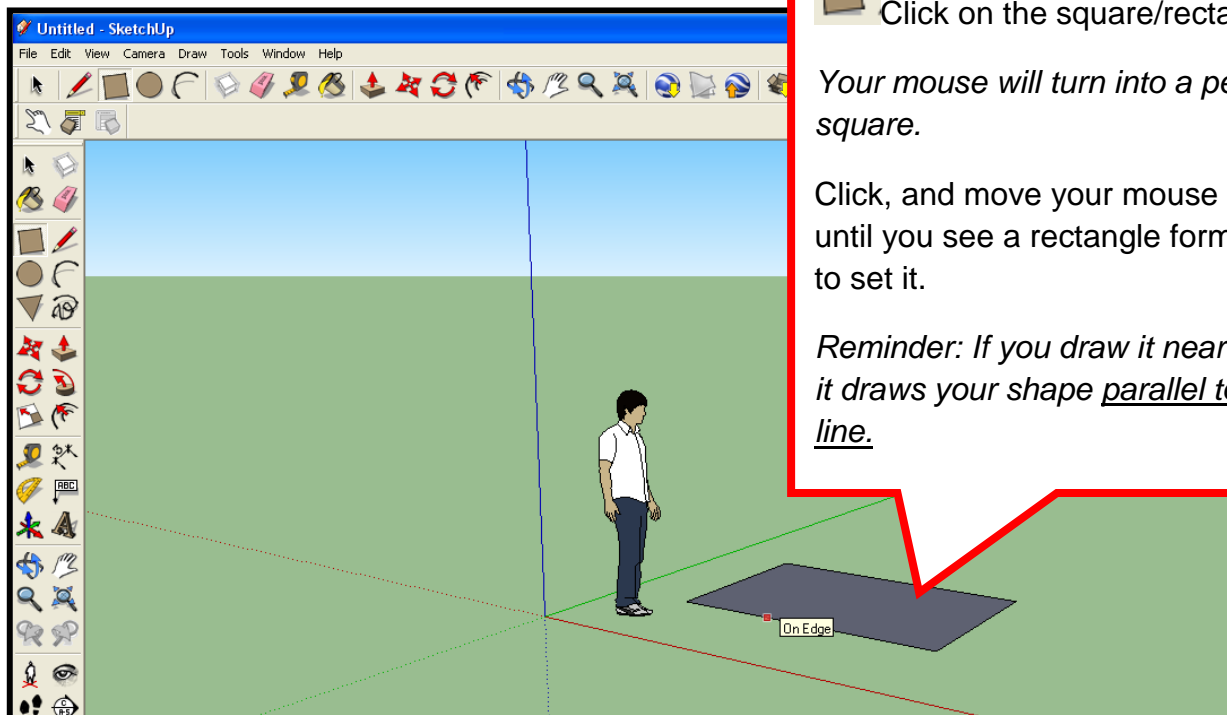 Untitled - SketchUp
File Edit View Camera Draw Tools Window Help
Click on the square/recta
Your mouse will turn into a pe
square.
Click, and move your mouse
until you see a rectangle form
to set it.
Reminder: If you draw it near
it draws your shape parallel to
line.
ABC
On Edge